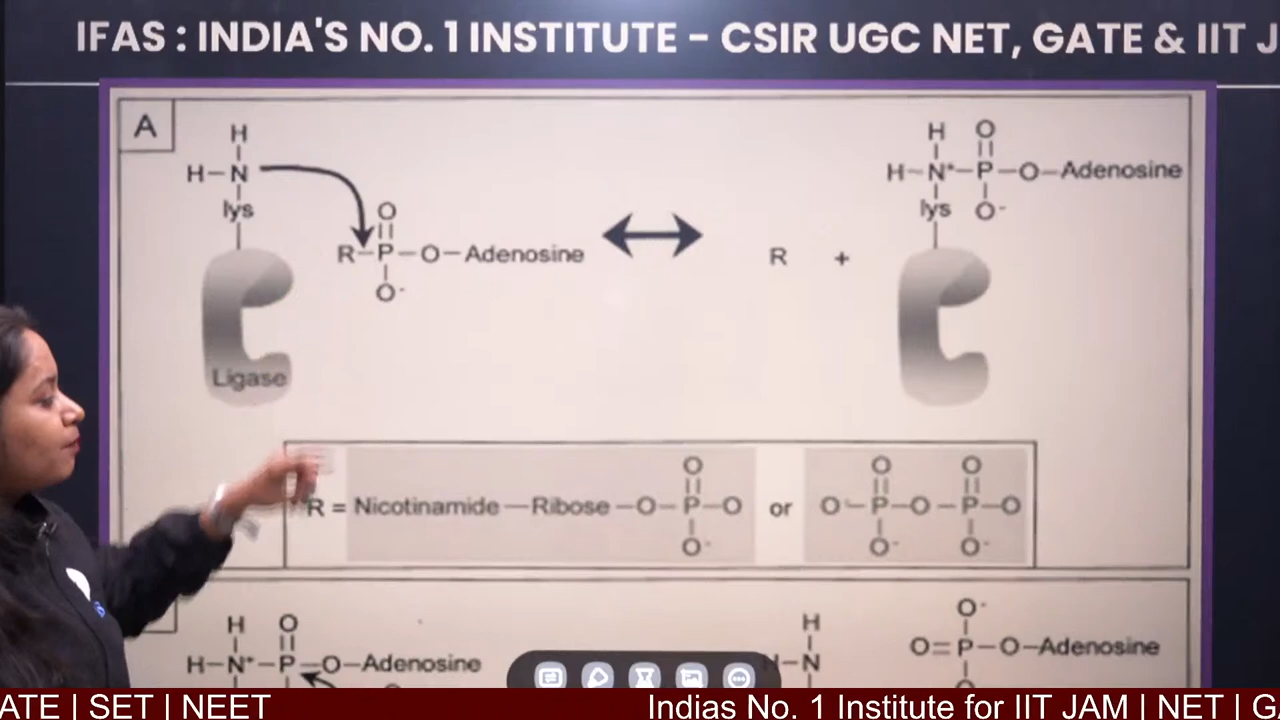 IFAS : INDIA'S NO. 1 INSTITUTE – CSIR UGC NET, GATE & IIT J
A
H
H–N
lys
O
R–P–O–Adenosine
O-
Ligase
R +
H O
H–N+–P–O–Adenosine
lys O-
O O O
R = Nicotinamide—Ribose—O–P–O or O-–P–O–P–O
O- O- O-
H O
H–N+–P–O–Adenosine
H
–N
O-
O=P–O–Adenosine
ATE | SET | NEET
Indias No. 1 Institute for IIT JAM | NET | G